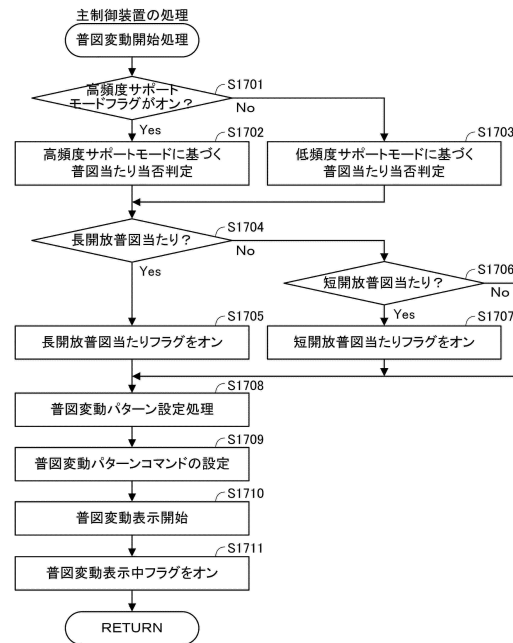 主制御装置の処理
普図変動開始処理
S1701
高頻度サポート
モードフラグがオン?
No
Yes
S1702
S1703
高頻度サポートモードに基づく
普図当たり当否判定
低頻度サポートモードに基づく
普図当たり当否判定
S1704
長開放普図当たり?
No
Yes
S1706
短開放普図当たり?
No
Yes
S1705
S1707
長開放普図当たりフラグをオン
短開放普図当たりフラグをオン
S1708
普図変動パターン設定処理
S1709
普図変動パターンコマンドの設定
S1710
普図変動表示開始
S1711
普図変動表示中フラグをオン
RETURN